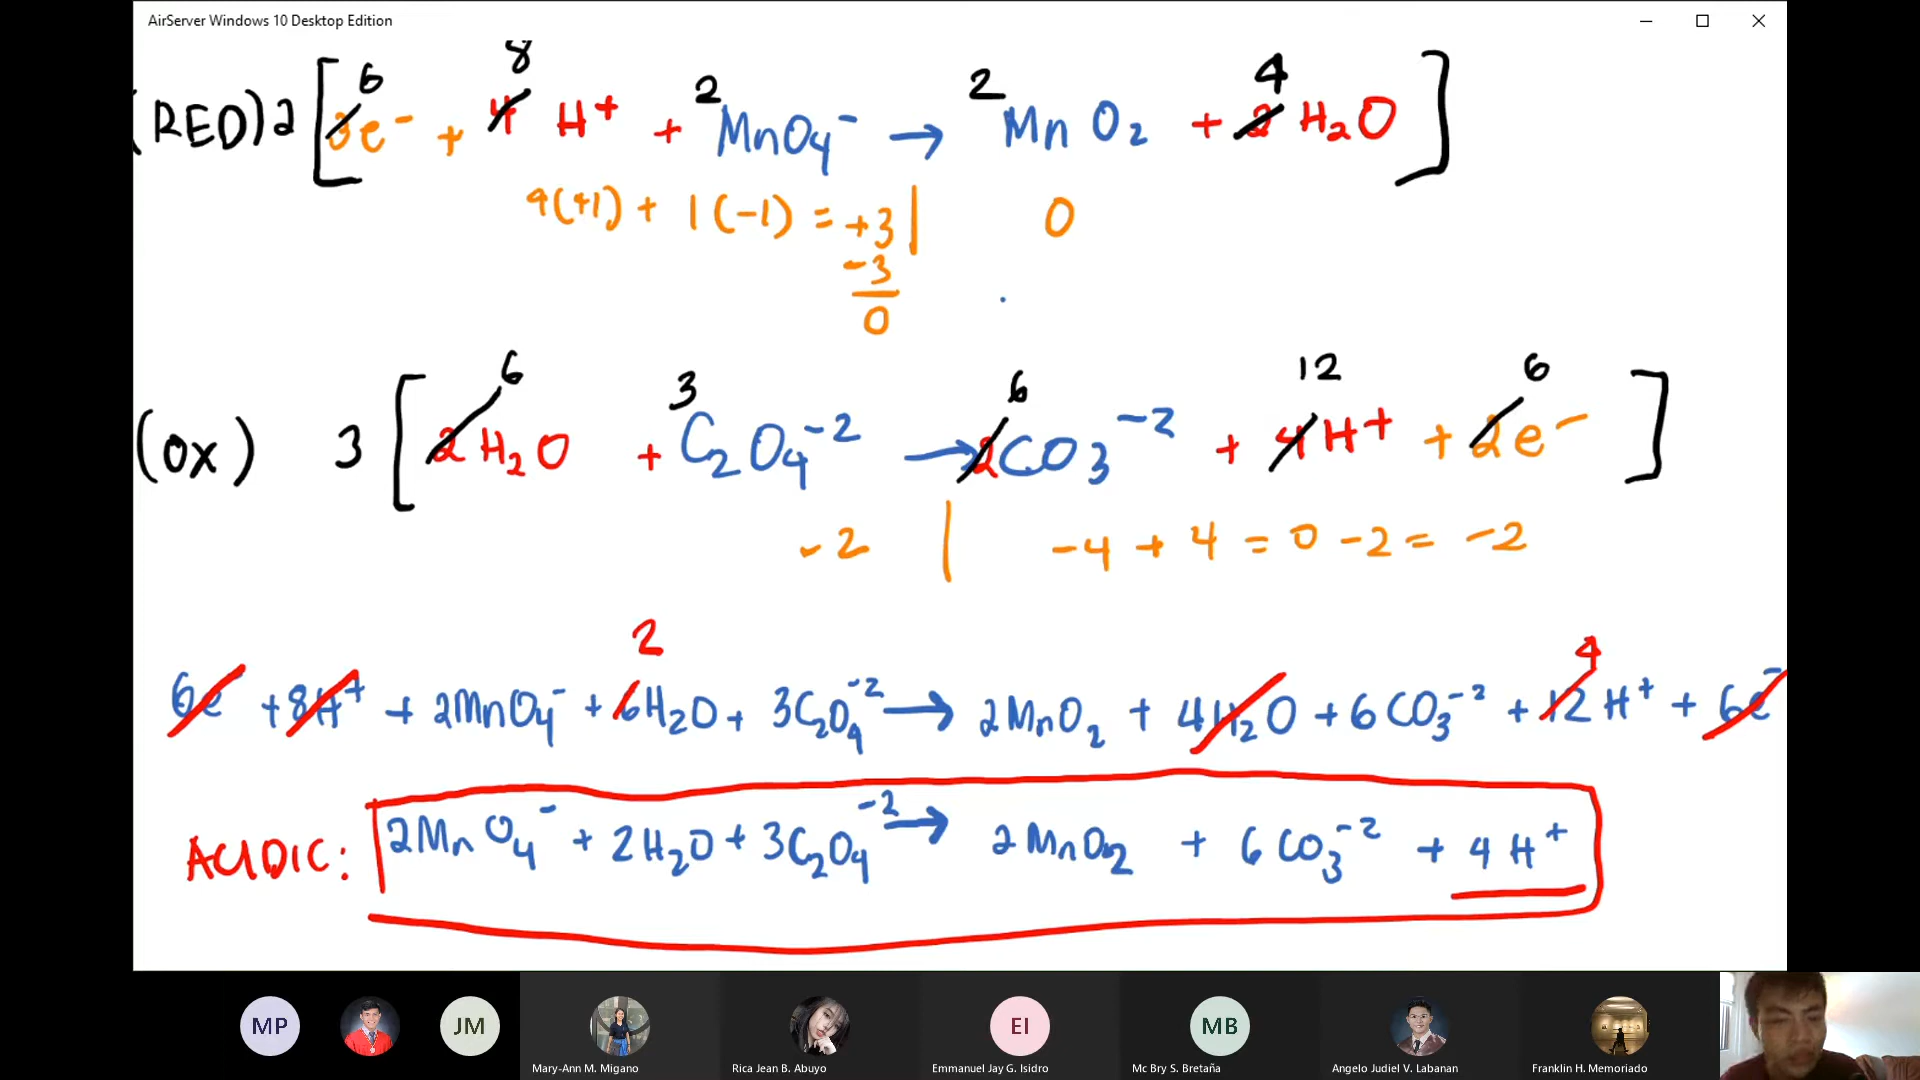 AirServer Windows 10 Desktop Edition
6 8 2 2 4
(RED) 2 [ 3e⁻ + 4 H⁺ + MnO₄⁻ → MnO₂ + 2 H₂O ]
4(+1) + 1(-1) = +3 | 0
-3
0
6 3 6 12 6
(OX) 3 [ 2 H₂O + C₂O₄⁻² → 2CO₃⁻² + 4H⁺ + 2e⁻ ]
-2 | -4 + 4 = 0 - 2 = -2
2 4
6e⁻ + 8H⁺ + 2MnO₄⁻ + 6H₂O + 3C₂O₄⁻² → 2MnO₂ + 4H₂O + 6CO₃⁻² + 12H⁺ + 6e⁻
ACIDIC: 2MnO₄⁻ + 2H₂O + 3C₂O₄⁻² → 2MnO₂ + 6CO₃⁻² + 4H⁺
MP JM EI MB
Mary-Ann M. Migano Rica Jean B. Abuyo Emmanuel Jay G. Isidro Mc Bry S. Bretaña Angelo Judiel V. Labanan Franklin H. Memoriado